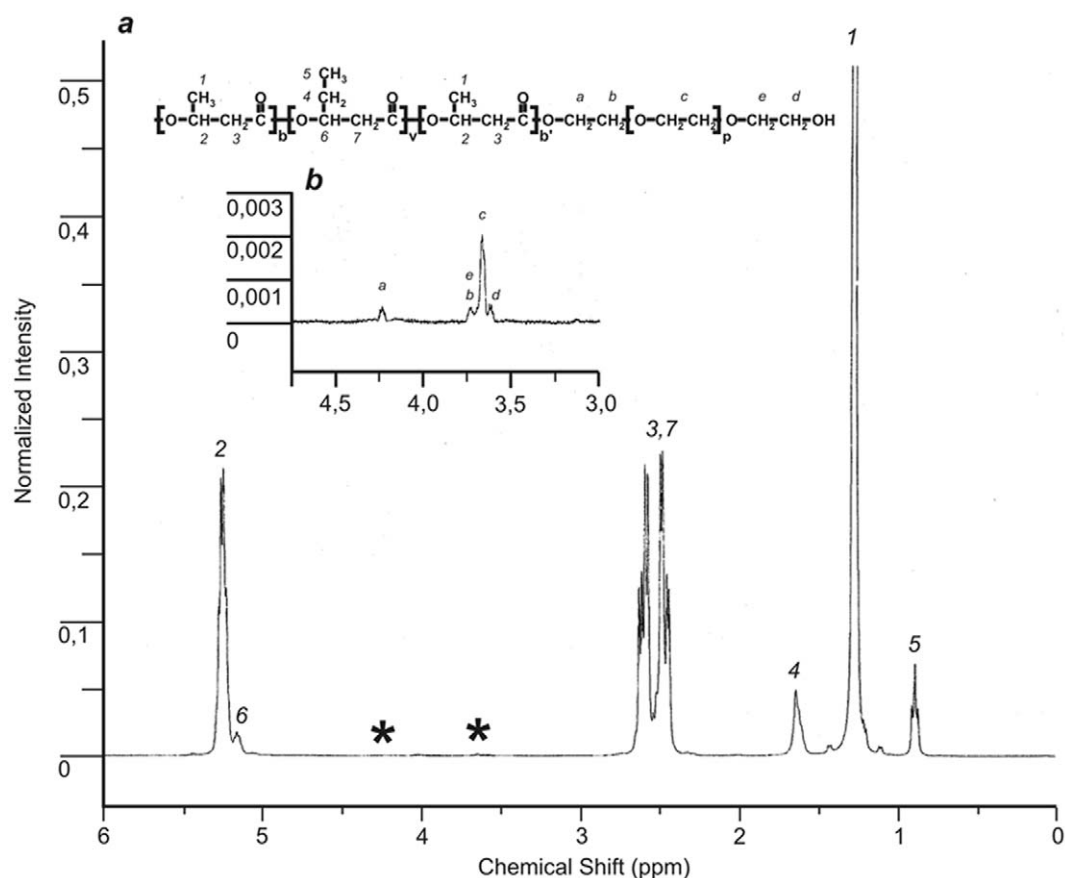 a
1
5
CH3
1
4
a b c e d
CH3 O CH2 O CH3 O
[O-CH-CH2-C]b[O-CH-CH2-C]v[O-CH-CH2-C]b'O-CH2-CH2[O-CH2-CH2]pO-CH2-CH2-OH
2 3 6 7 2 3
b
0,003
0,002
0,001
0
c
e
a b d
4,5 4,0 3,5 3,0
0,5
0,4
0,3
0,2
0,1
0
Normalized Intensity
2
6
*
*
3,7
4
1
5
6 5 4 3 2 1 0
Chemical Shift (ppm)